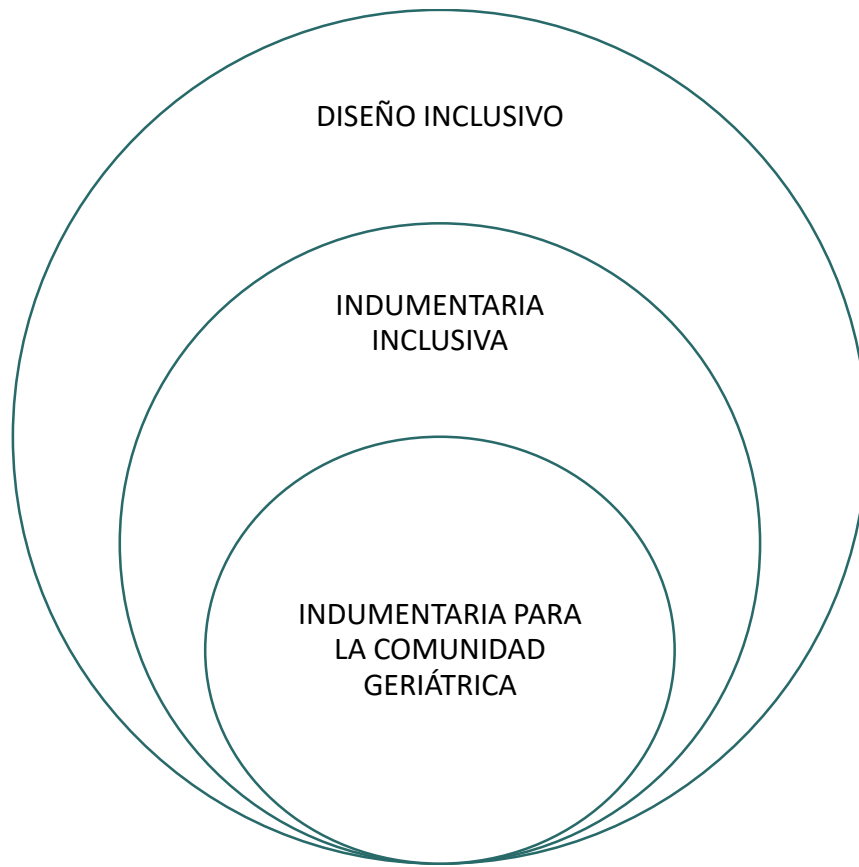 DISEÑO INCLUSIVO
INDUMENTARIA
INCLUSIVA
INDUMENTARIA PARA
LA COMUNIDAD
GERIÁTRICA